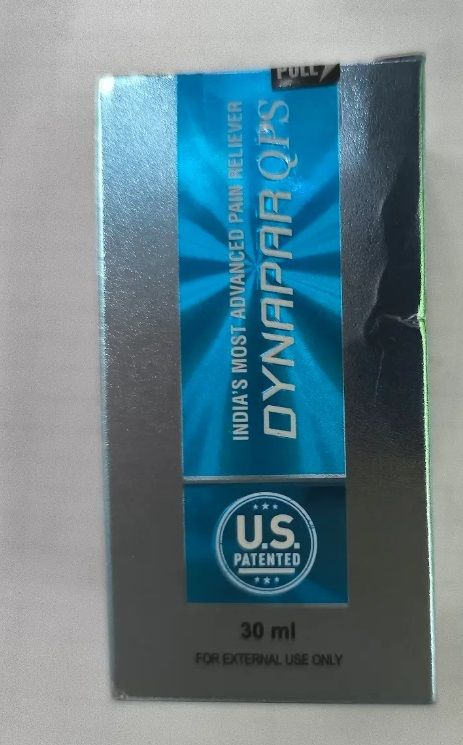 PULL
INDIA'S MOST ADVANCED PAIN RELIEVER
DYNAPAR QPS
U.S.
PATENTED
30 ml
FOR EXTERNAL USE ONLY